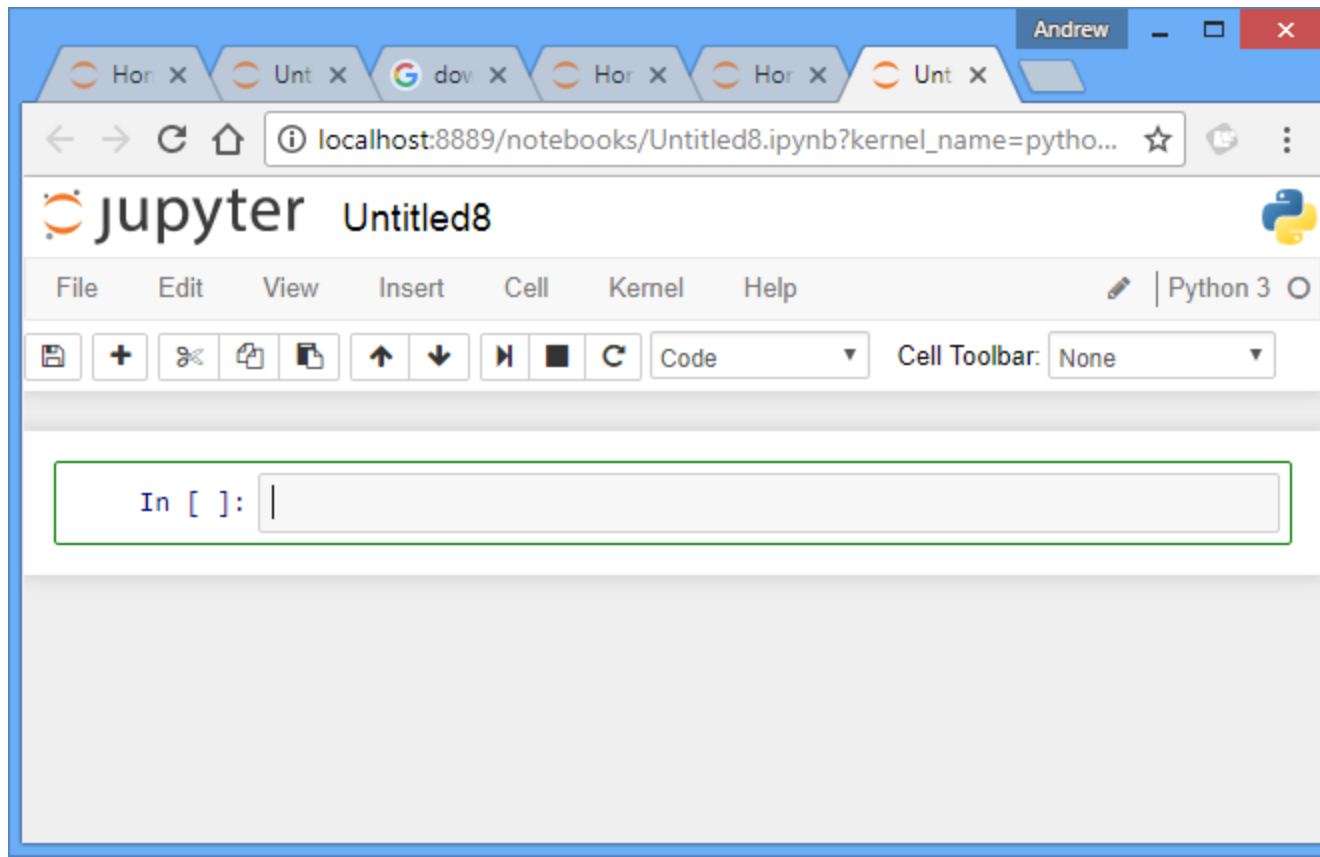 Andrew
Hor Unt dov Hor Hor Unt
localhost:8889/notebooks/Untitled8.ipynb?kernel_name=pytho...
jupyter Untitled8
File Edit View Insert Cell Kernel Help Python 3
Code Cell Toolbar: None
In [ ]: